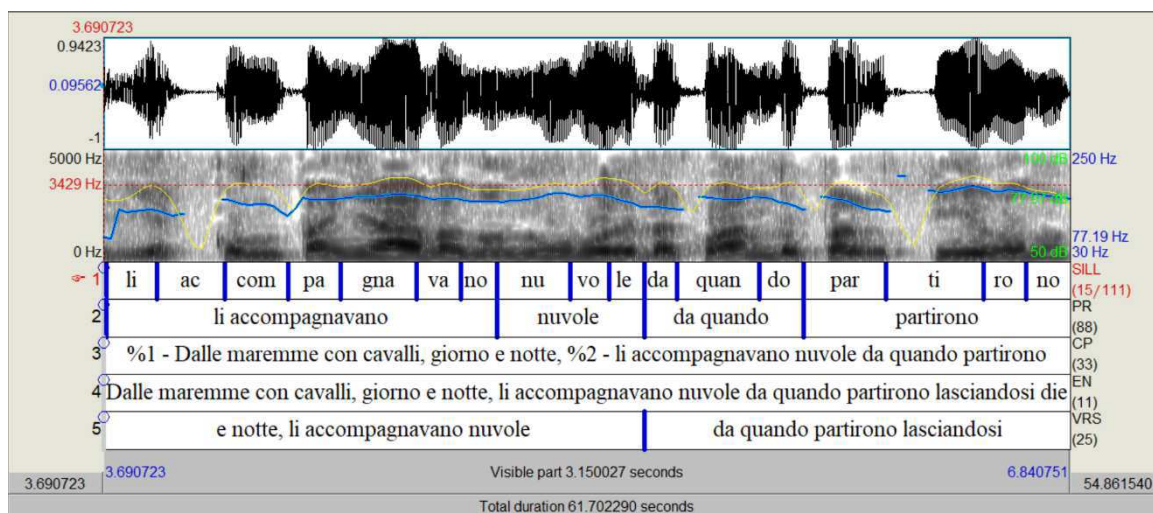 3.690723
0.9423
0.09562
-1
5000 Hz 100 dB 250 Hz
3429 Hz
77.19 Hz
0 Hz 50 dB 30 Hz
1 li ac com pa gna va no nu vo le da quan do par ti ro no SILL (15/111)
2 li accompagnavano nuvole da quando partirono PR (88)
3 %1 - Dalle maremme con cavalli, giorno e notte, %2 - li accompagnavano nuvole da quando partirono CP (33)
4 Dalle maremme con cavalli, giorno e notte, li accompagnavano nuvole da quando partirono lasciandosi die EN (11)
5 e notte, li accompagnavano nuvole da quando partirono lasciandosi VRS (25)
3.690723 3.690723 Visible part 3.150027 seconds 6.840751 54.861540
Total duration 61.702290 seconds